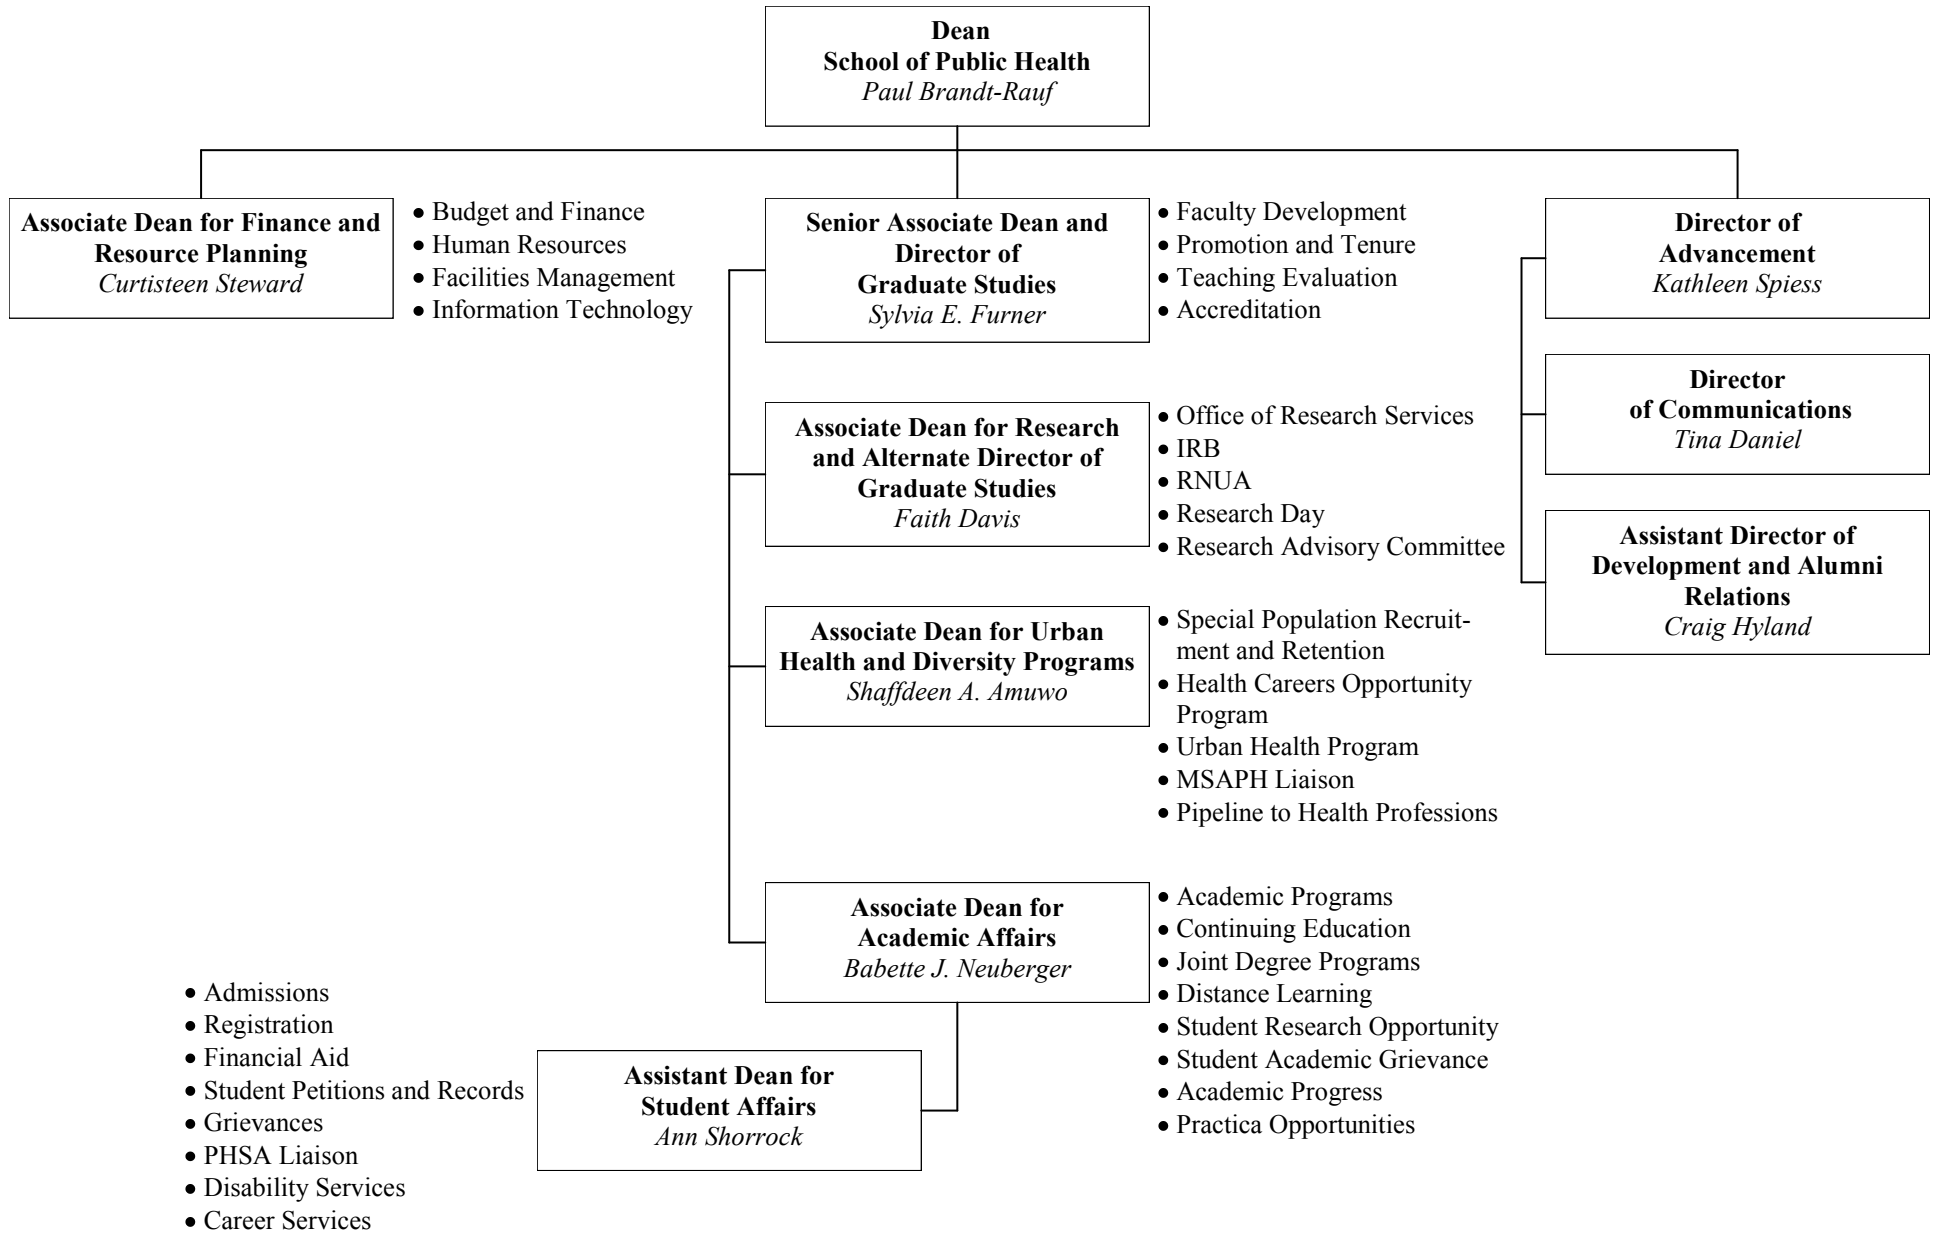 Dean
School of Public Health
Paul Brandt-Rauf
Associate Dean for Finance and
Resource Planning
Curtisteen Steward
• Budget and Finance
• Human Resources
• Facilities Management
• Information Technology
Senior Associate Dean and
Director of
Graduate Studies
Sylvia E. Furner
• Faculty Development
• Promotion and Tenure
• Teaching Evaluation
• Accreditation
Director of
Advancement
Kathleen Spiess
Director
of Communications
Tina Daniel
Assistant Director of
Development and Alumni
Relations
Craig Hyland
Associate Dean for Research
and Alternate Director of
Graduate Studies
Faith Davis
• Office of Research Services
• IRB
• RNUA
• Research Day
• Research Advisory Committee
Associate Dean for Urban
Health and Diversity Programs
Shaffdeen A. Amuwo
• Special Population Recruit-
ment and Retention
• Health Careers Opportunity
Program
• Urban Health Program
• MSAPH Liaison
• Pipeline to Health Professions
Associate Dean for
Academic Affairs
Babette J. Neuberger
• Academic Programs
• Continuing Education
• Joint Degree Programs
• Distance Learning
• Student Research Opportunity
• Student Academic Grievance
• Academic Progress
• Practica Opportunities
• Admissions
• Registration
• Financial Aid
• Student Petitions and Records
• Grievances
• PHSA Liaison
• Disability Services
• Career Services
Assistant Dean for
Student Affairs
Ann Shorrock